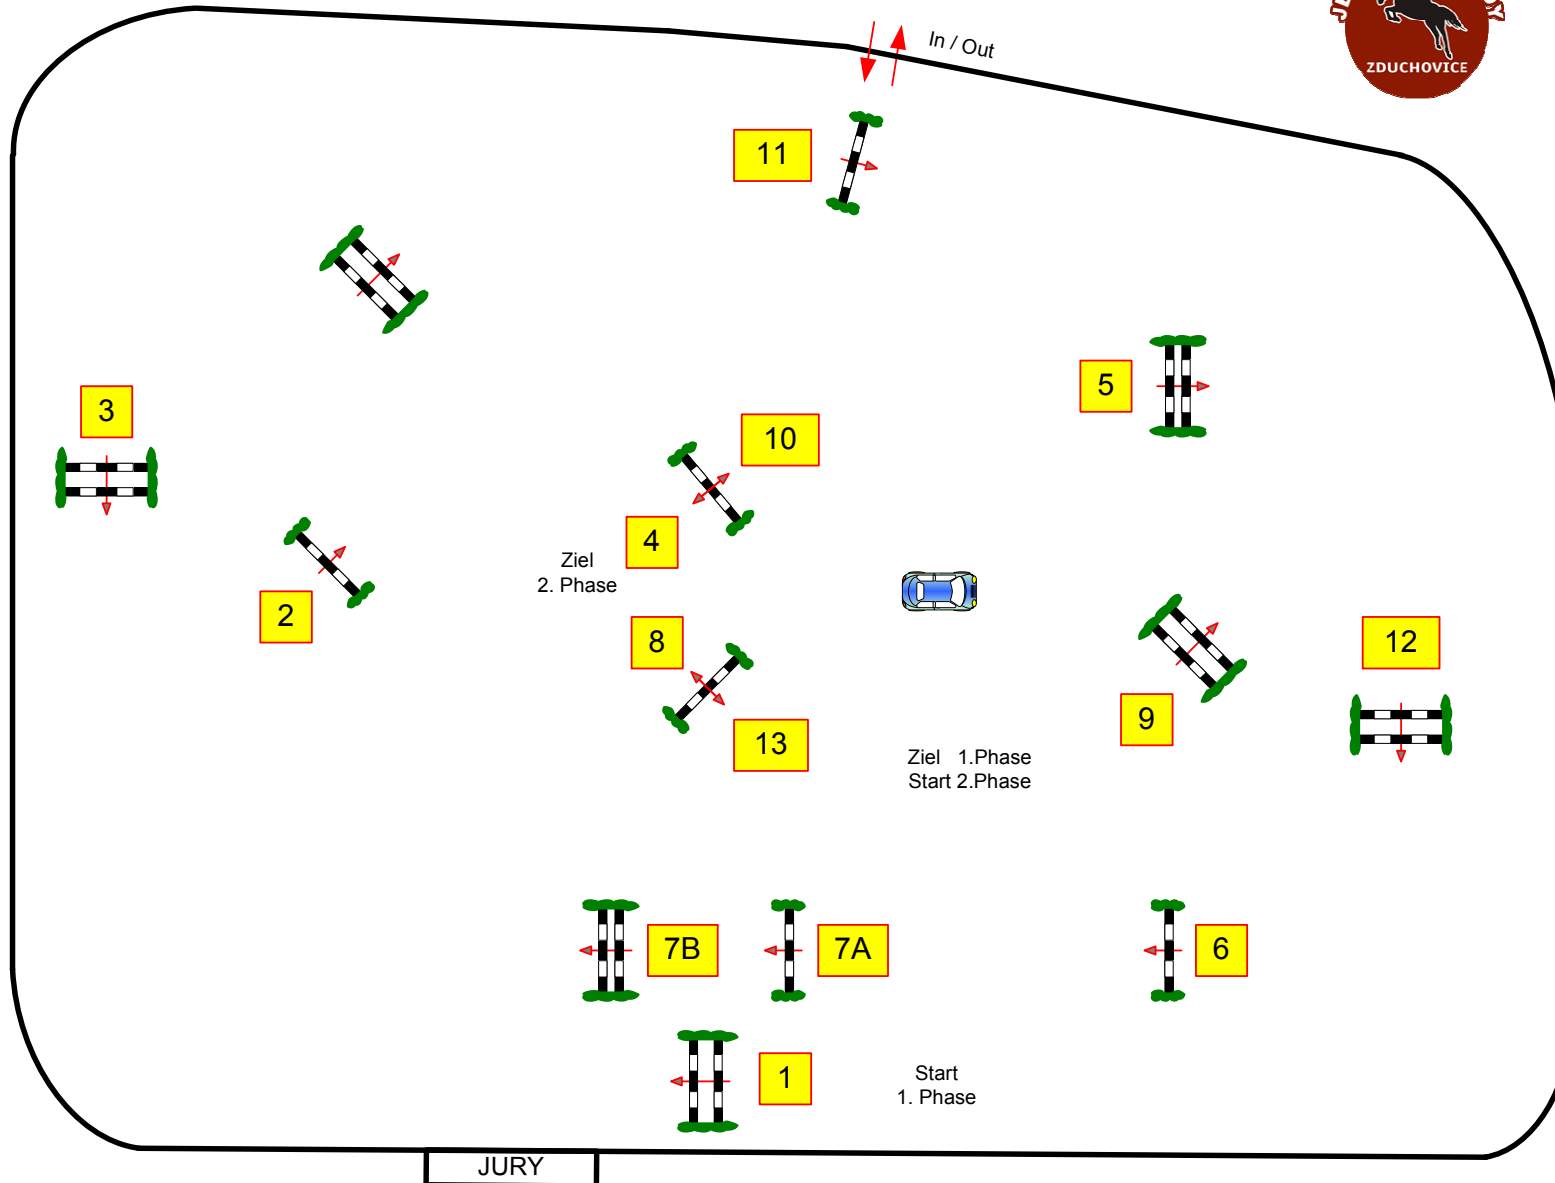 In / Out
ZDUCHOVICE
11
3
5
10
4
Ziel
2. Phase
2
8
12
9
13
Ziel 1.Phase
Start 2.Phase
7B
7A
6
1
Start
1. Phase
JURY